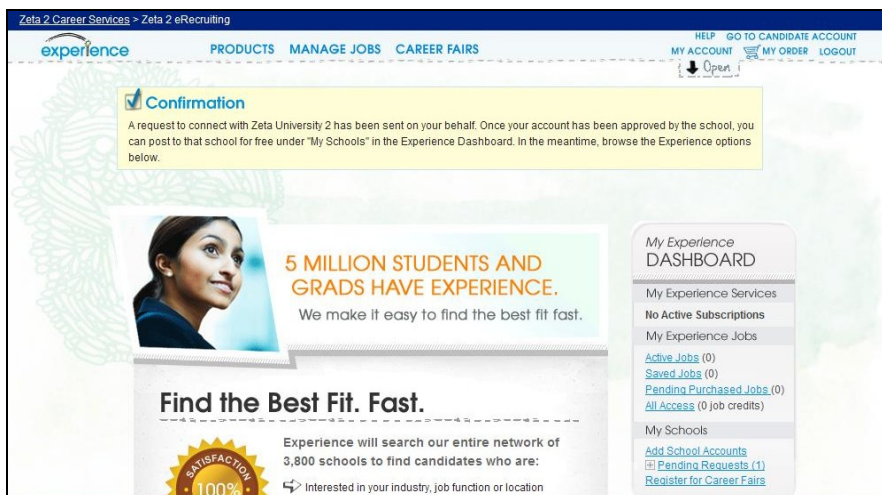 Zeta 2 Career Services > Zeta 2 eRecruiting
HELP GO TO CANDIDATE ACCOUNT
experience PRODUCTS MANAGE JOBS CAREER FAIRS MY ACCOUNT MY ORDER LOGOUT
Open
Confirmation
A request to connect with Zeta University 2 has been sent on your behalf. Once your account has been approved by the school, you
can post to that school for free under "My Schools" in the Experience Dashboard. In the meantime, browse the Experience options
below.
5 MILLION STUDENTS AND
GRADS HAVE EXPERIENCE.
We make it easy to find the best fit fast.
Find the Best Fit. Fast.
SATISFACTIO
100%
Experience will search our entire network of
3,800 schools to find candidates who are:
Interested in your industry, job function or location
My Experience
DASHBOARD
My Experience Services
No Active Subscriptions
My Experience Jobs
Active Jobs (0)
Saved Jobs (0)
Pending Purchased Jobs (0)
All Access (0 job credits)
My Schools
Add School Accounts
Pending Requests (1)
Register for Career Fairs